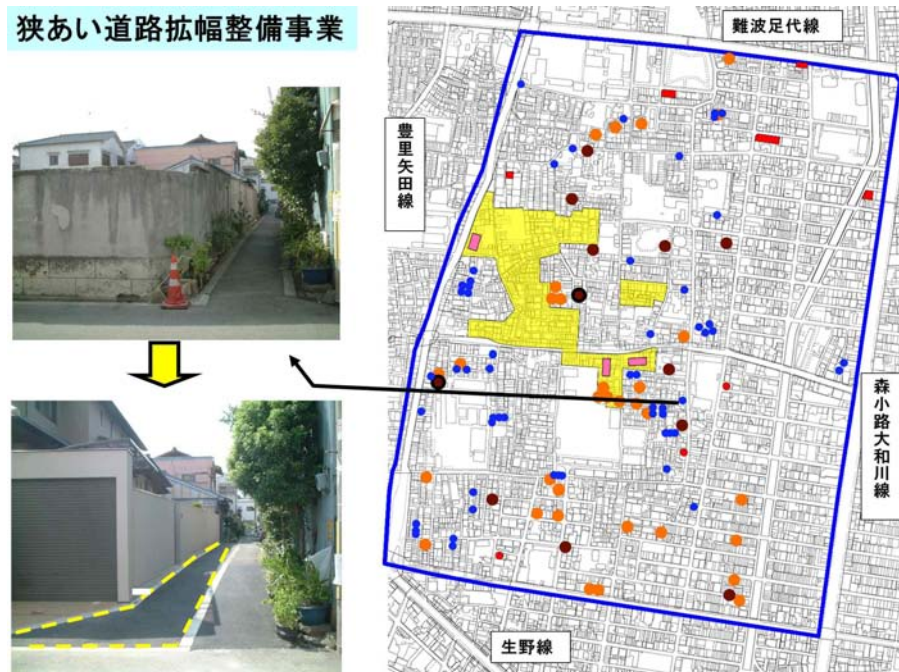 狭あい道路拡幅整備事業
難波足代線
豊里矢田線
森小路大和川線
生野線